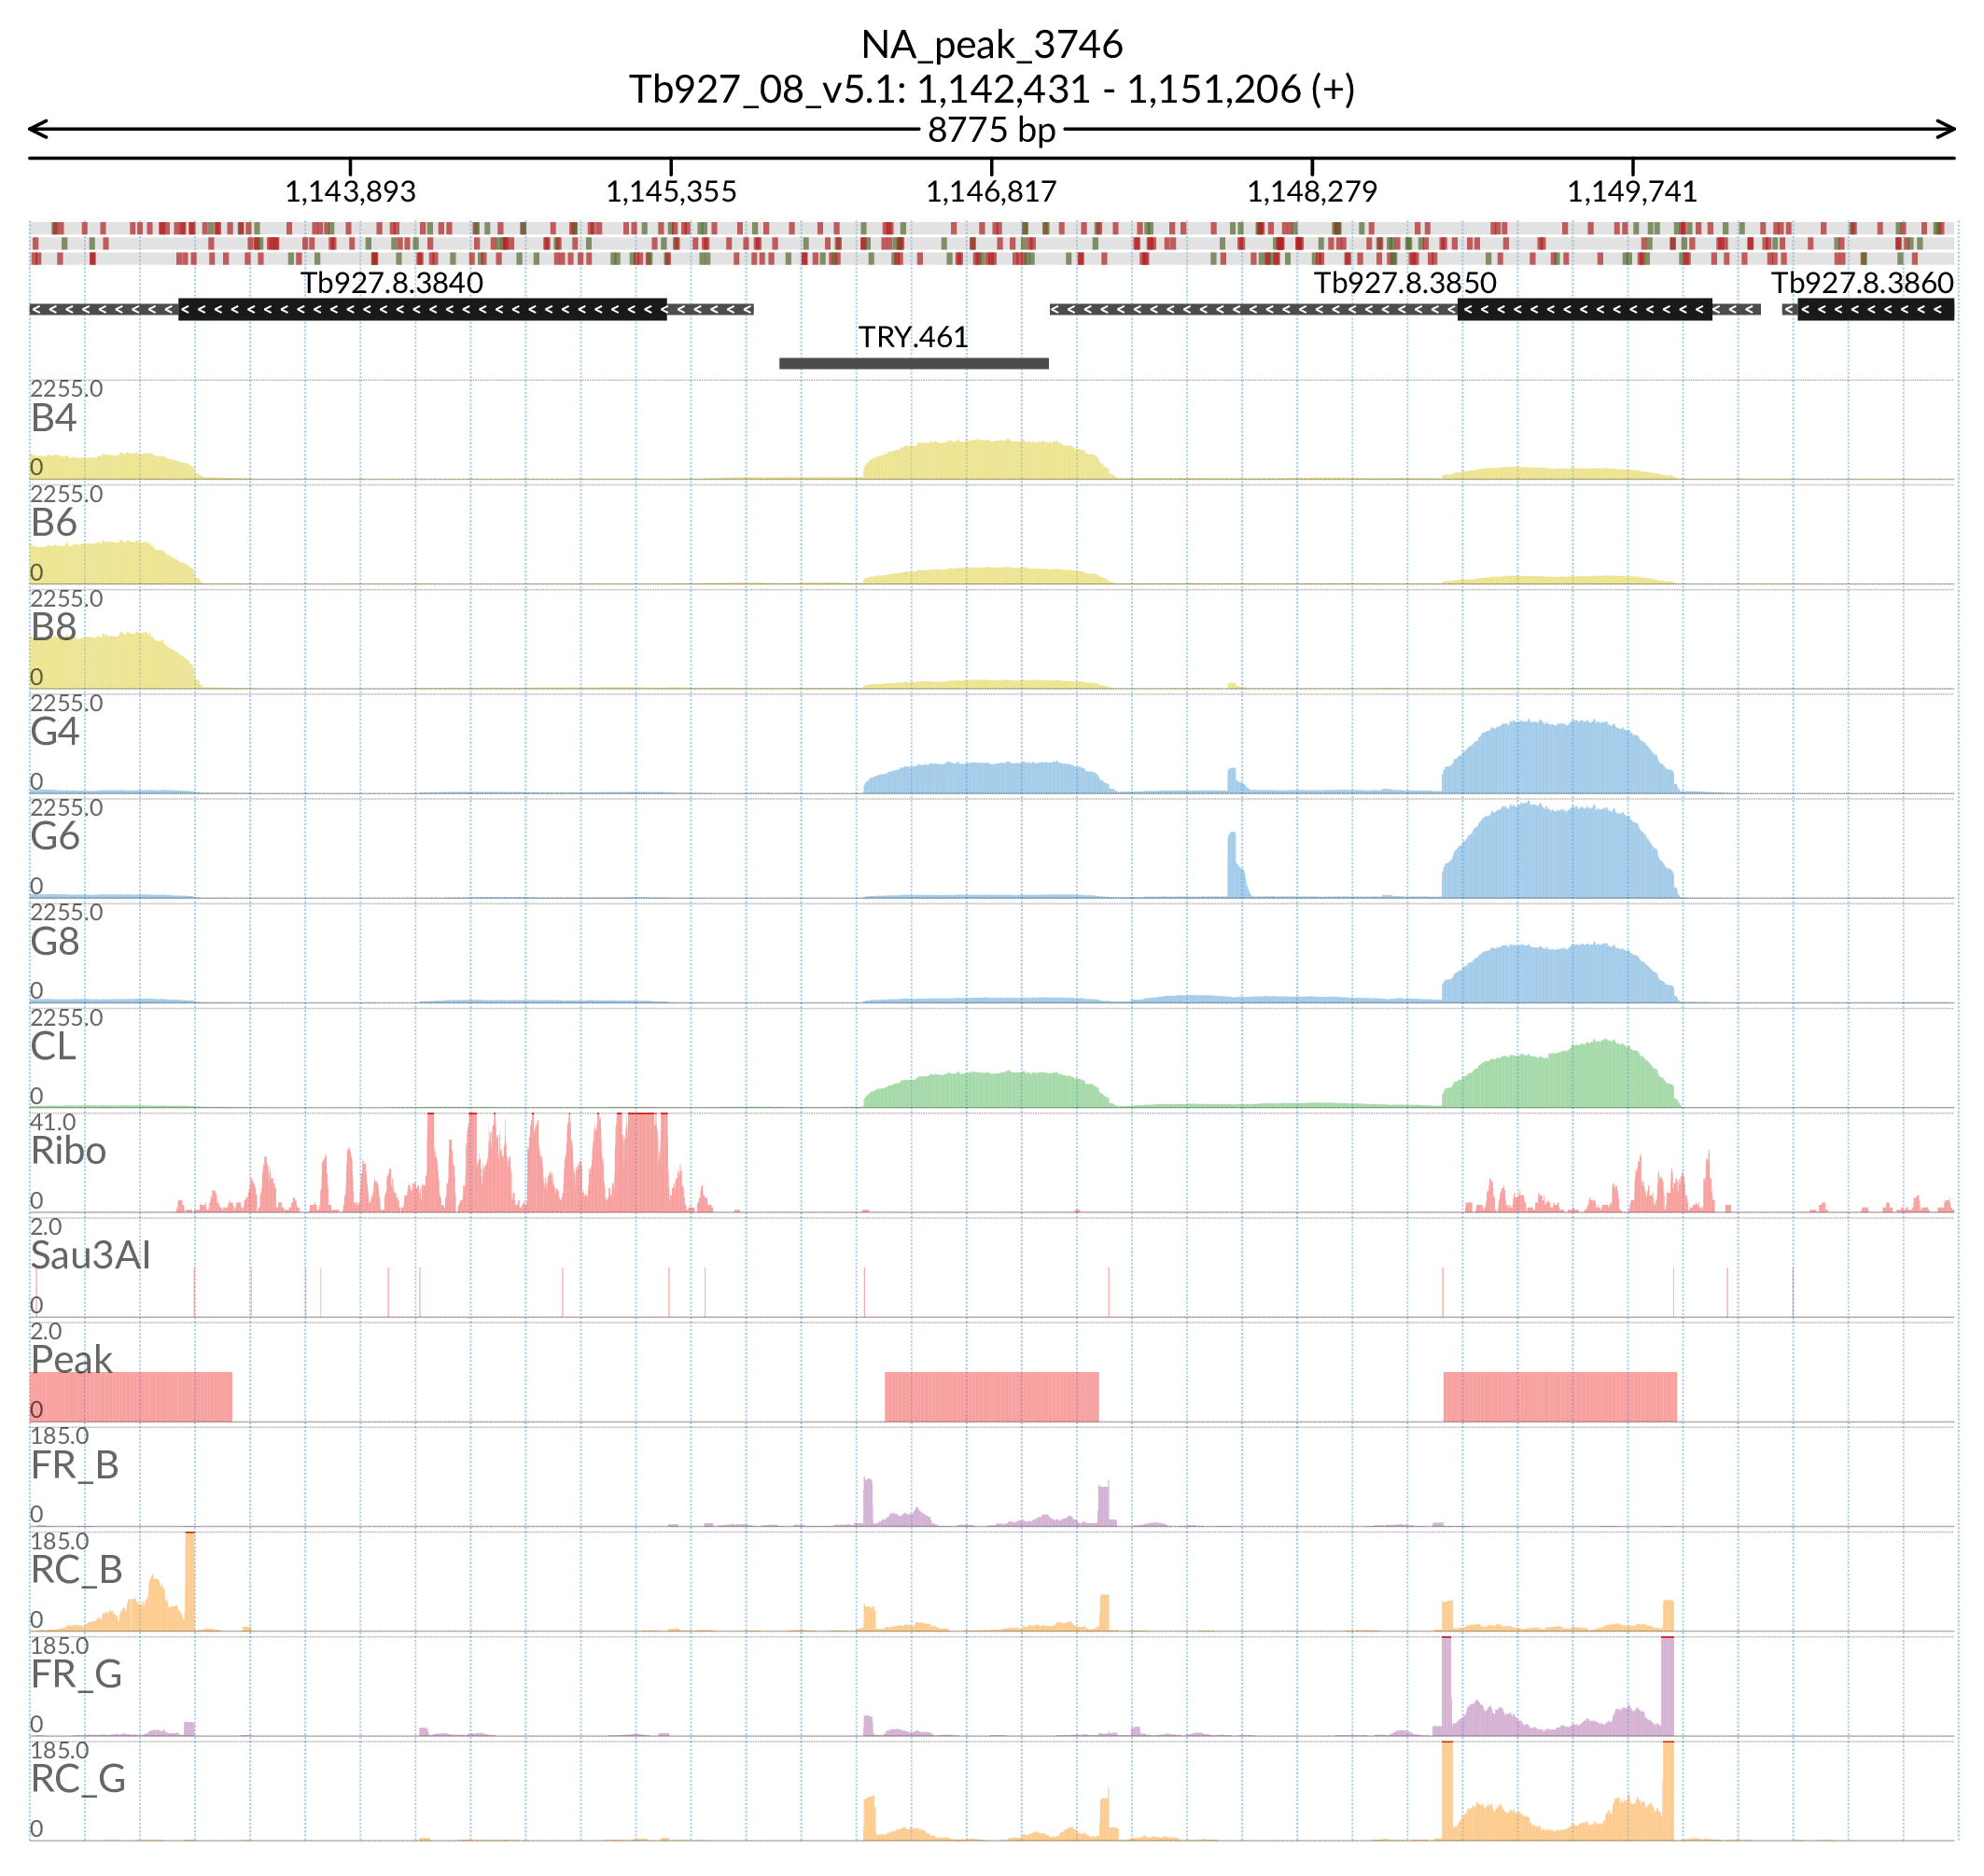 NA_peak_3746
Tb927_08_v5.1: 1,142,431 - 1,151,206 (+)
8775 bp
1,143,893 1,145,355 1,146,817 1,148,279 1,149,741
Tb927.8.3840 Tb927.8.3850 Tb927.8.3860
TRY.461
2255.0
B4
0
2255.0
B6
0
2255.0
B8
0
2255.0
G4
0
2255.0
G6
0
2255.0
G8
0
2255.0
CL
0
41.0
Ribo
0
2.0
Sau3AI
0
2.0
Peak
0
185.0
FR_B
0
185.0
RC_B
0
185.0
FR_G
0
185.0
RC_G
0